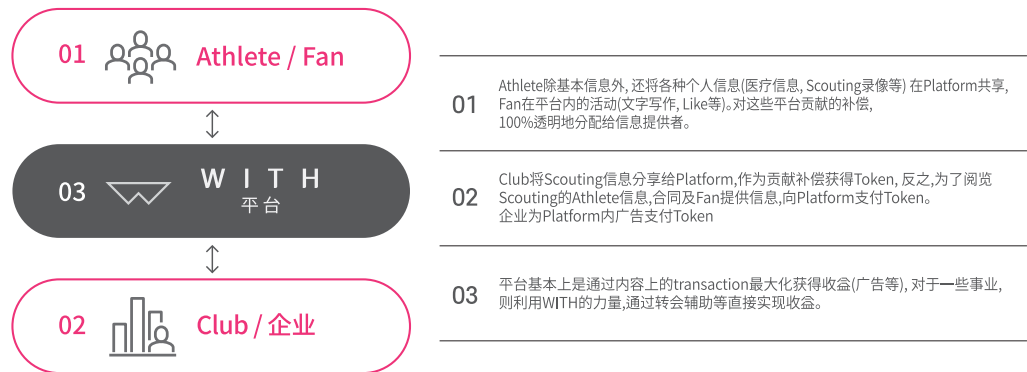 01 Athlete / Fan
03 W I T H
平台
02 Club / 企业
01 Athlete除基本信息外, 还将各种个人信息(医疗信息, Scouting录像等) 在Platform共享,
Fan在平台内的活动(文字写作, Like等)。对这些平台贡献的补偿,
100%透明地分配给信息提供者。
02 Club将Scouting信息分享给Platform,作为贡献补偿获得Token, 反之,为了阅览
Scouting的Athlete信息,合同及Fan提供信息,向Platform支付Token。
企业为Platform内广告支付Token
03 平台基本上是通过内容上的transaction最大化获得收益(广告等), 对于一些事业,
则利用WITH的力量,通过转会辅助等直接实现收益。